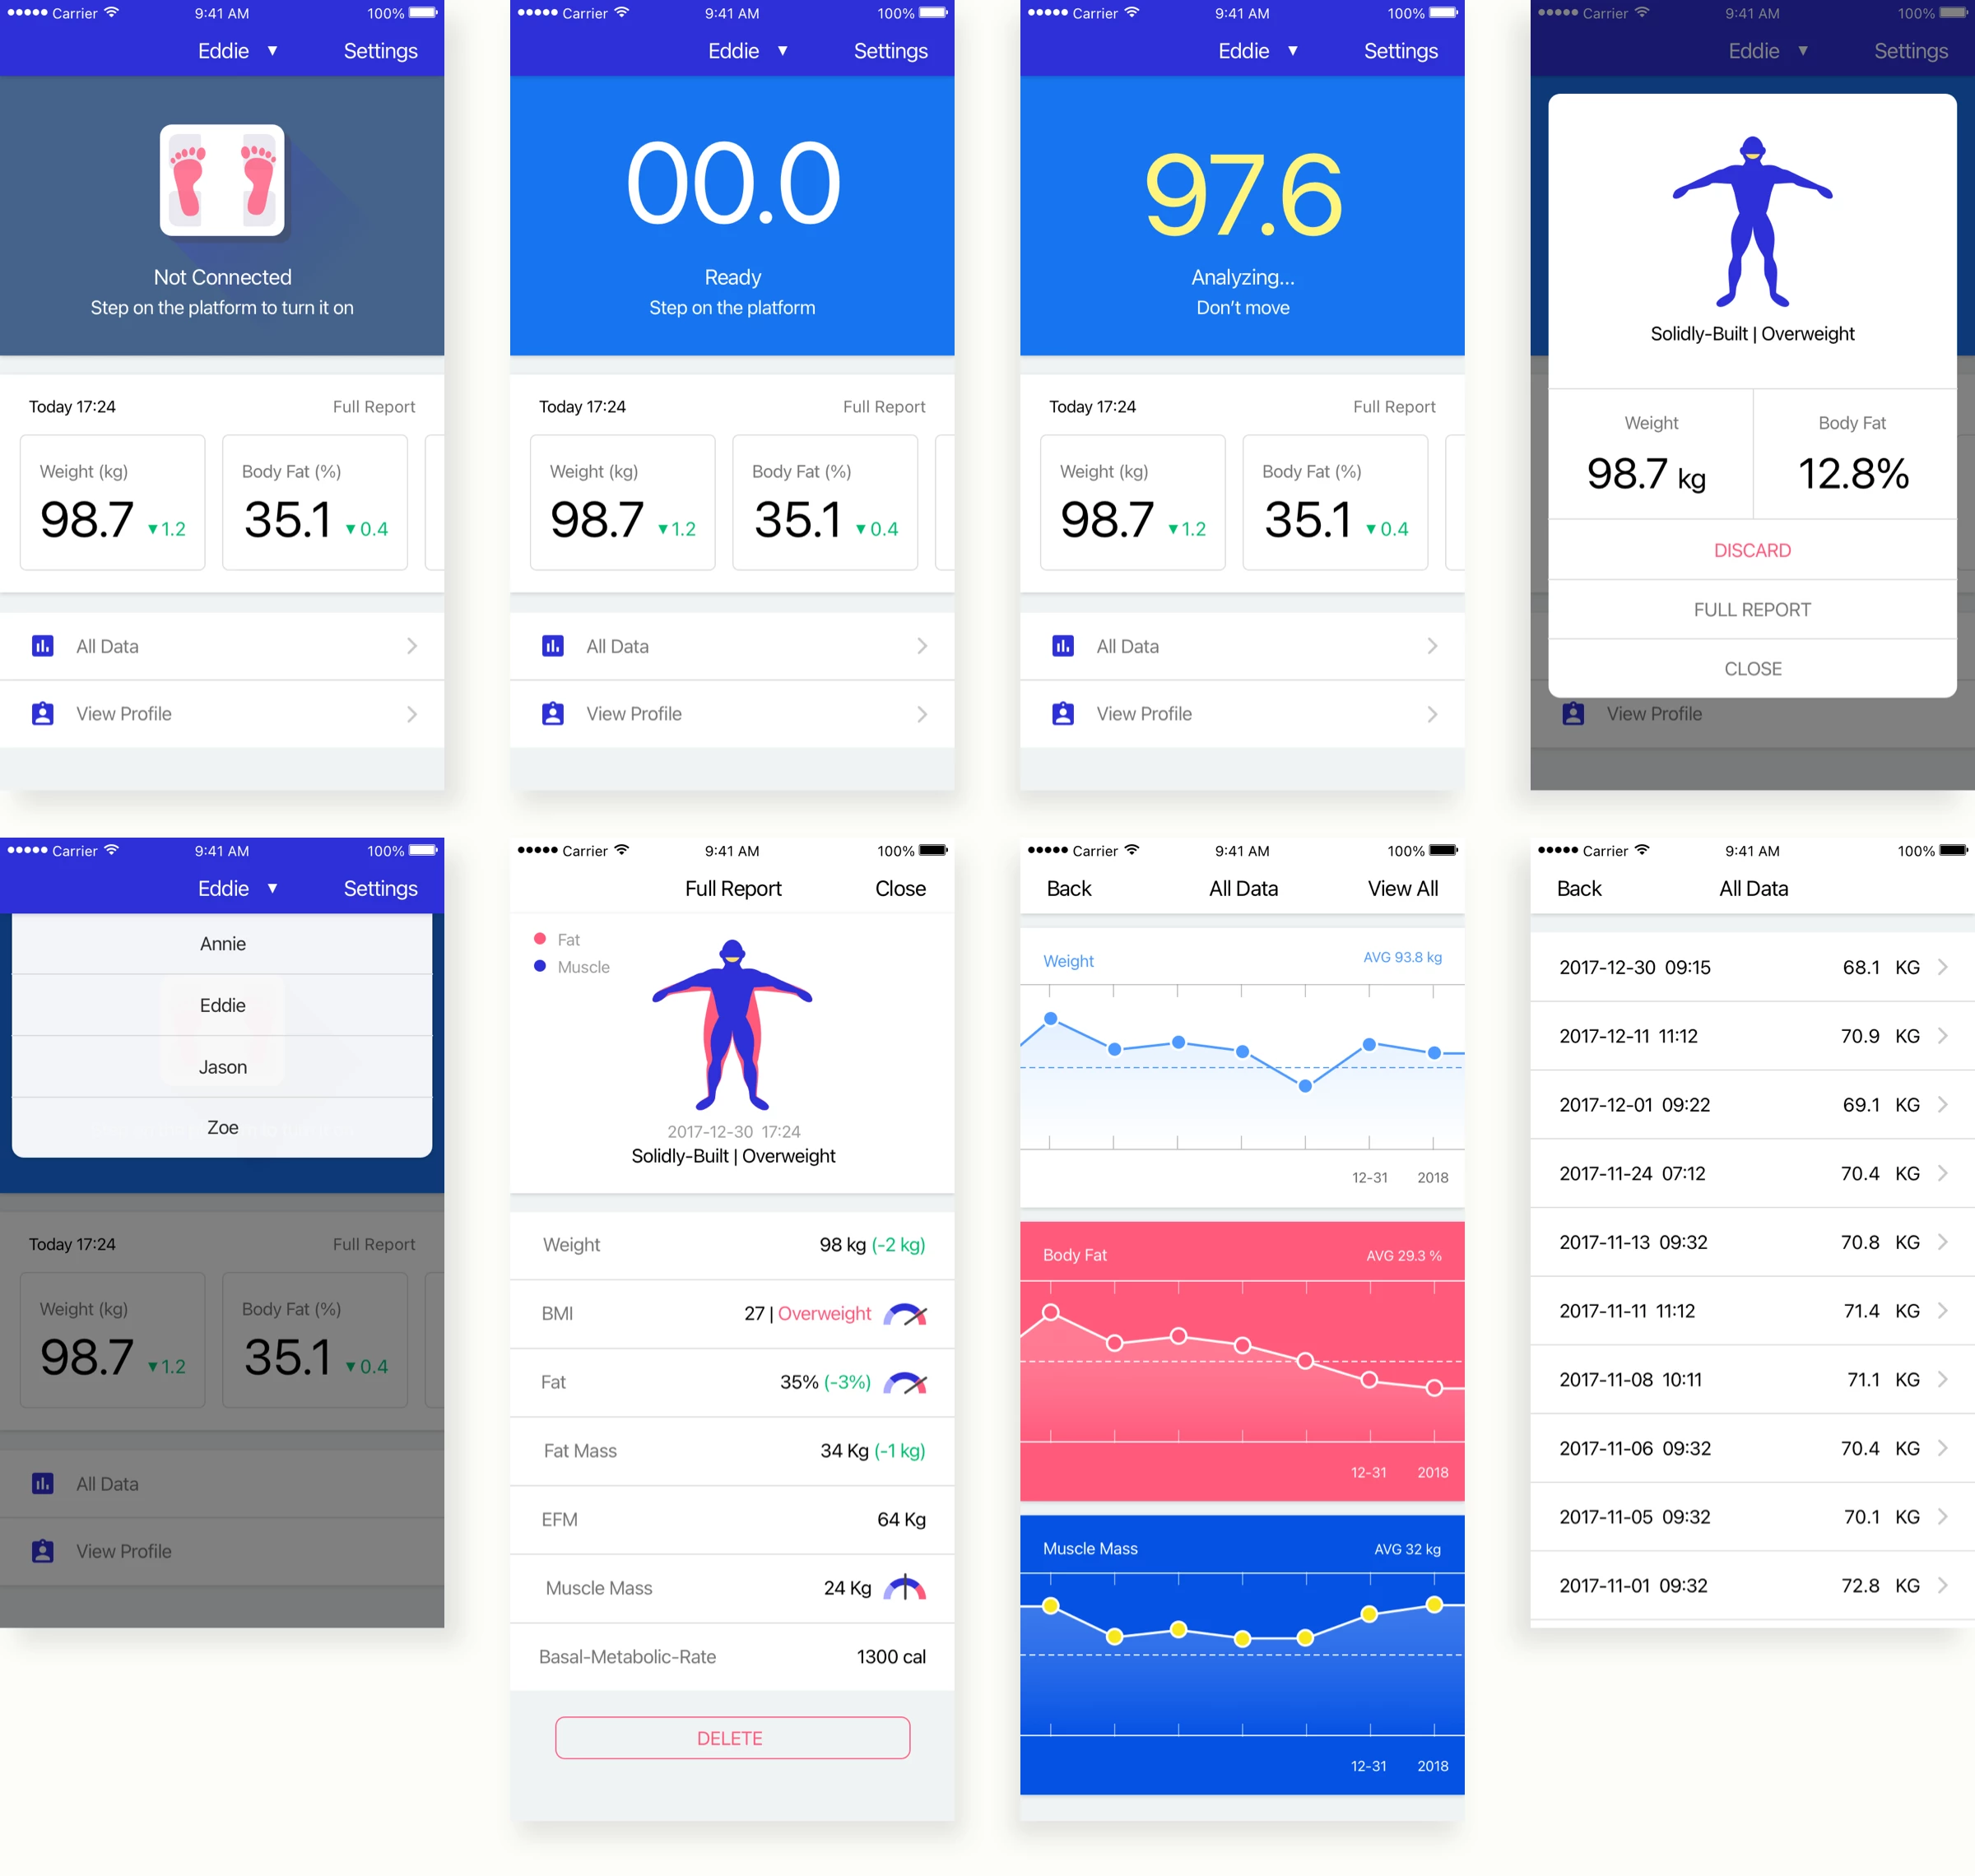 Carrier 9:41 AM 100%
Eddie ▼ Settings
Not Connected
Step on the platform to turn it on
Today 17:24 Full Report
Weight (kg) Body Fat (%)
98.7 ▼1.2 35.1 ▼0.4
All Data
View Profile
Carrier 9:41 AM 100%
Eddie ▼ Settings
00.0
Ready
Step on the platform
Today 17:24 Full Report
Weight (kg) Body Fat (%)
98.7 ▼1.2 35.1 ▼0.4
All Data
View Profile
Carrier 9:41 AM 100%
Eddie ▼ Settings
97.6
Analyzing...
Don't move
Today 17:24 Full Report
Weight (kg) Body Fat (%)
98.7 ▼1.2 35.1 ▼0.4
All Data
View Profile
Carrier 9:41 AM 100%
Eddie ▼ Settings
Solidly-Built | Overweight
Weight Body Fat
98.7 kg 12.8%
DISCARD
FULL REPORT
CLOSE
View Profile
Carrier 9:41 AM 100%
Eddie ▼ Settings
Annie
Eddie
Jason
Zoe
Today 17:24 Full Report
Weight (kg) Body Fat (%)
98.7 ▼1.2 35.1 ▼0.4
All Data
View Profile
Carrier 9:41 AM 100%
Full Report Close
Fat
Muscle
2017-12-30 17:24
Solidly-Built | Overweight
Weight 98 kg (-2 kg)
BMI 27 | Overweight
Fat 35% (-3%)
Fat Mass 34 Kg (-1 kg)
EFM 64 Kg
Muscle Mass 24 Kg
Basal-Metabolic-Rate 1300 cal
DELETE
Carrier 9:41 AM 100%
Back All Data View All
Weight AVG 93.8 kg
12-31 2018
Body Fat AVG 29.3 %
12-31 2018
Muscle Mass AVG 32 kg
12-31 2018
Carrier 9:41 AM 100%
Back All Data
2017-12-30 09:15 68.1 KG
2017-12-11 11:12 70.9 KG
2017-12-01 09:22 69.1 KG
2017-11-24 07:12 70.4 KG
2017-11-13 09:32 70.8 KG
2017-11-11 11:12 71.4 KG
2017-11-08 10:11 71.1 KG
2017-11-06 09:32 70.4 KG
2017-11-05 09:32 70.1 KG
2017-11-01 09:32 72.8 KG